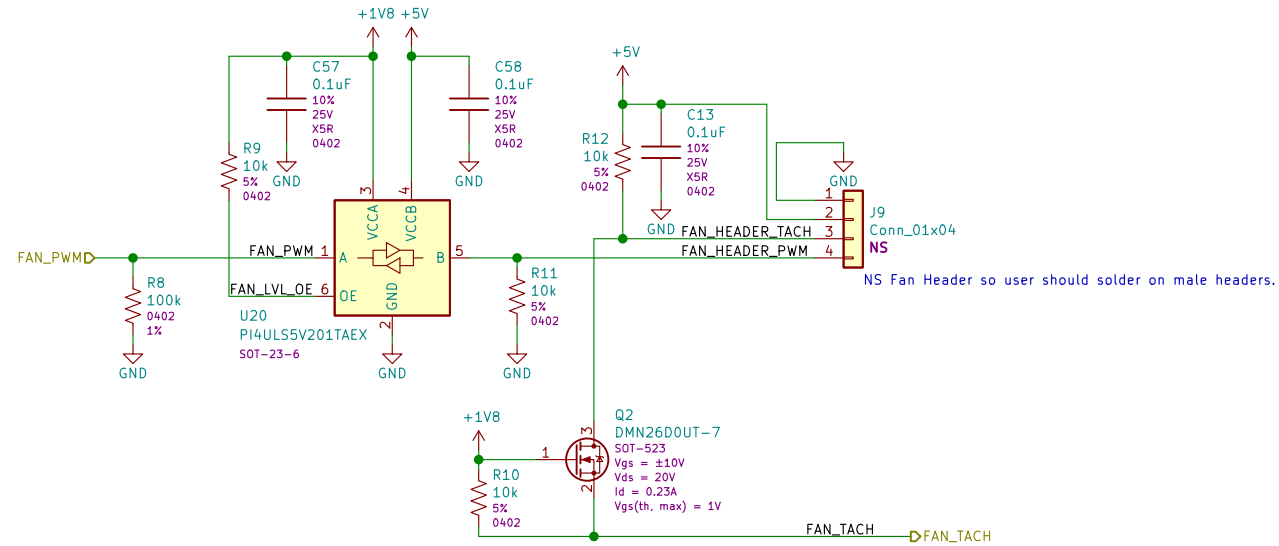 +1V8 +5V
C57
0.1uF
10%
25V
X5R
0402
GND
C58
0.1uF
10%
25V
X5R
0402
GND
R9
10k
5%
0402
+5V
R12
10k
5%
0402
C13
0.1uF
10%
25V
X5R
0402
GND
GND
1
2
3
4
J9
Conn_01x04
NS
FAN_HEADER_TACH
FAN_HEADER_PWM
NS Fan Header so user should solder on male headers.
FAN_PWM
FAN_PWM
FAN_LVL_OE
3
4
1
6
5
2
VCCA
VCCB
A
B
OE
GND
U20
PI4ULS5V201TAEX
SOT-23-6
GND
R8
100k
0402
1%
GND
R11
10k
5%
0402
GND
+1V8
R10
10k
5%
0402
1
3
2
Q2
DMN26D0UT-7
SOT-523
Vgs = ±10V
Vds = 20V
Id = 0.23A
Vgs(th, max) = 1V
FAN_TACH
FAN_TACH